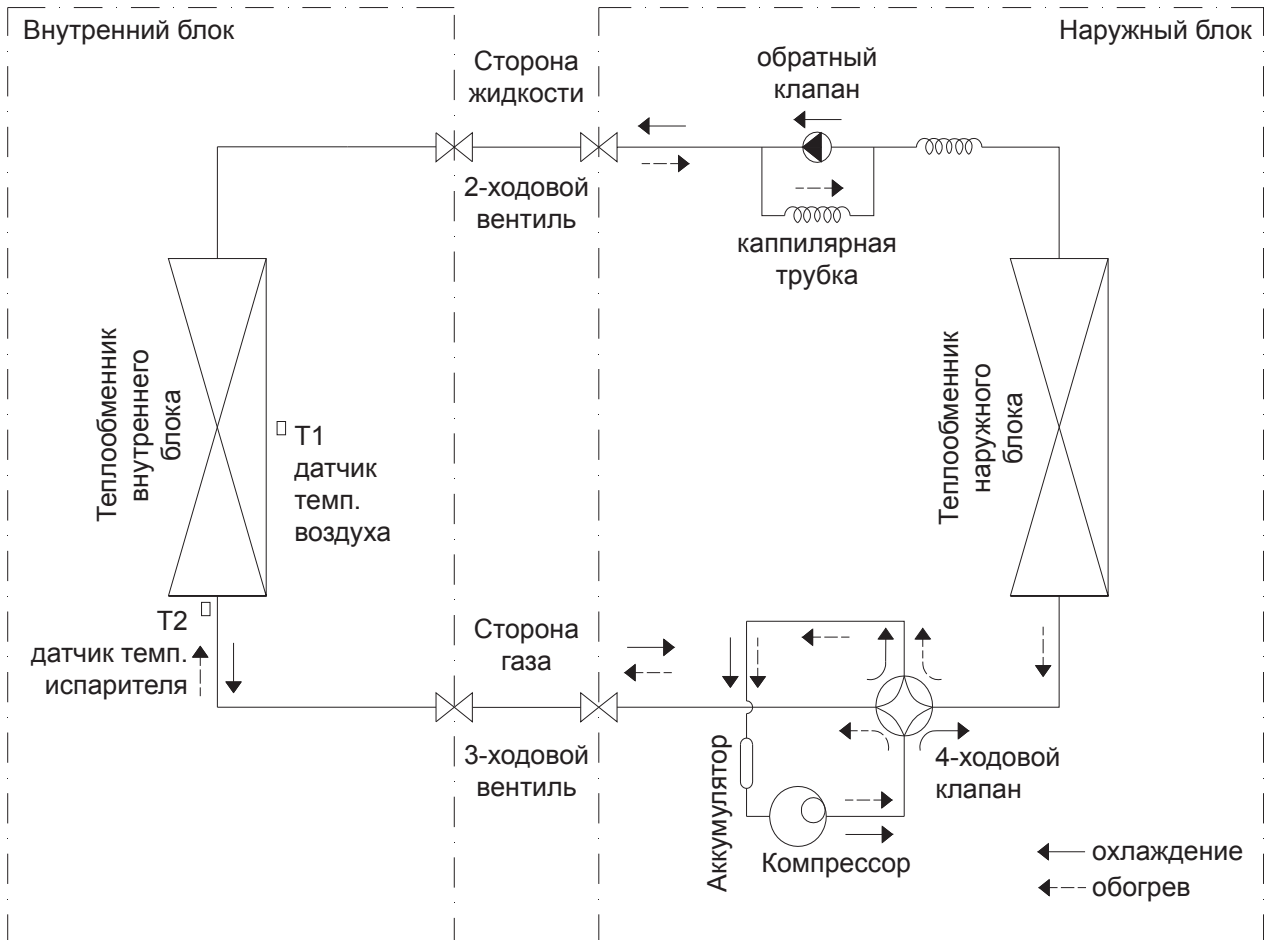 Внутренний блок
Наружный блок
Сторона
жидкости
обратный
клапан
2-ходовой
вентиль
каппилярная
трубка
Теплообменник
внутреннего
блока
T1
датчик
темп.
воздуха
Теплообменник
наружного
блока
T2
датчик темп.
испарителя
Сторона
газа
3-ходовой
вентиль
Аккумулятор
4-ходовой
клапан
Компрессор
охлаждение
обогрев